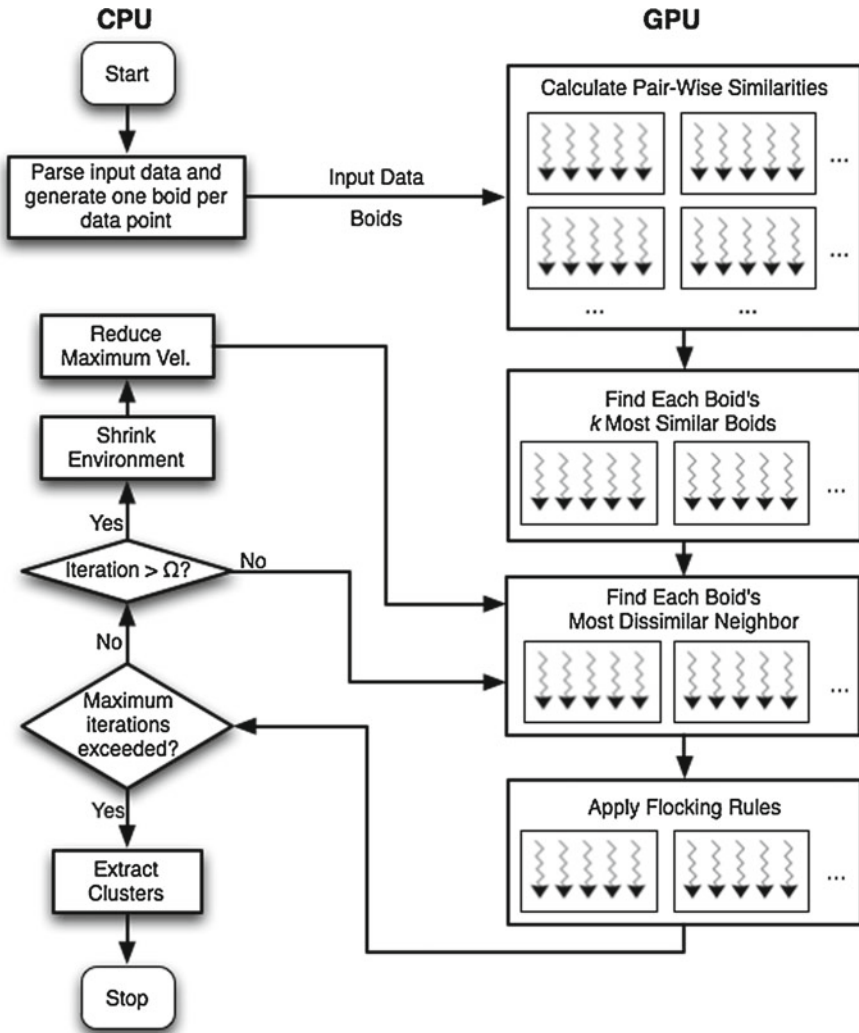 CPU
GPU
Start
Parse input data and
generate one boid per
data point
Input Data
Boids
Calculate Pair-Wise Similarities
...
...
...
...
Reduce
Maximum Vel.
Shrink
Environment
Yes
Iteration > Ω?
No
No
Maximum
iterations
exceeded?
Yes
Extract
Clusters
Stop
Find Each Boid's
k Most Similar Boids
...
Find Each Boid's
Most Dissimilar Neighbor
...
Apply Flocking Rules
...